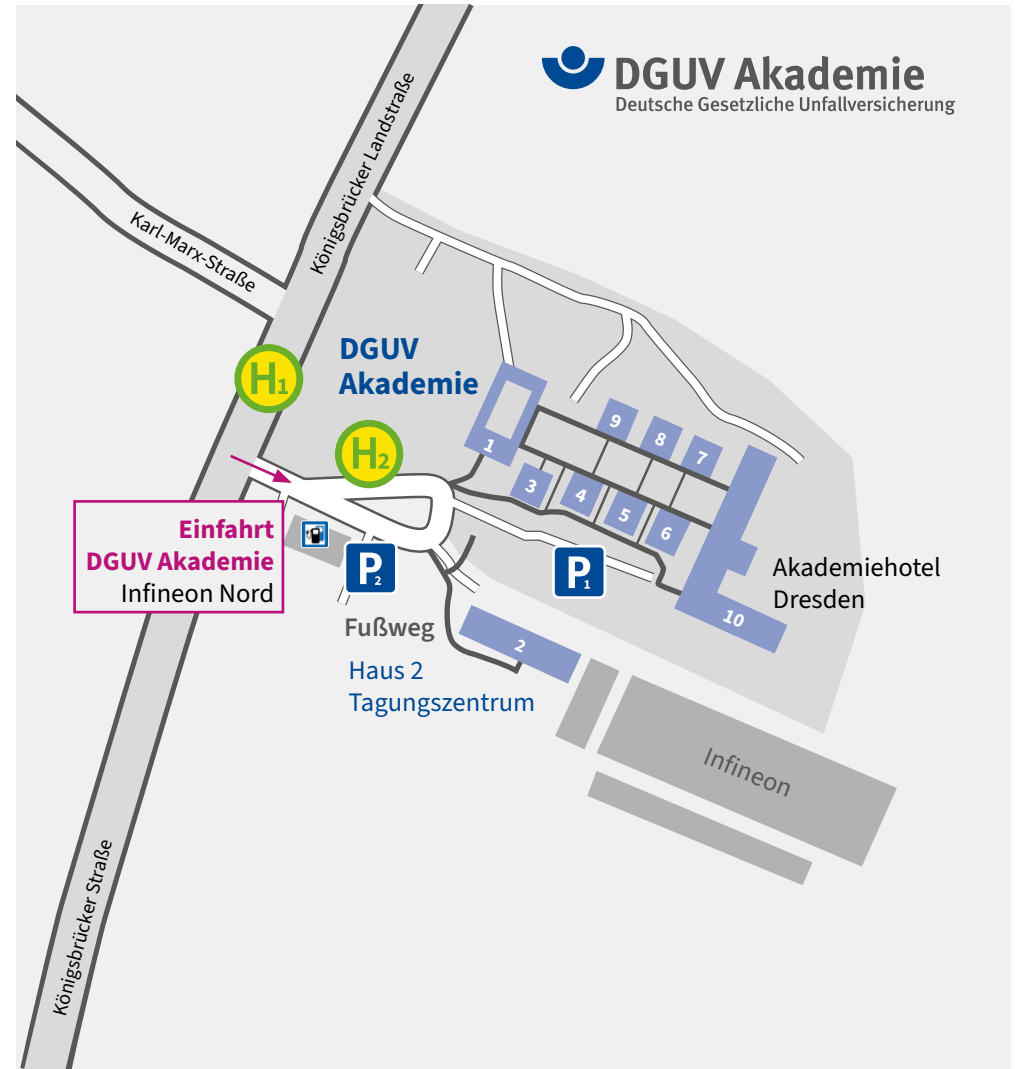 DGUV Akademie
Deutsche Gesetzliche Unfallversicherung
Königsbrücker Landstraße
Karl-Marx-Straße
DGUV
Akademie
H1
H2
1
9
8
7
3
4
5
6
Einfahrt
DGUV Akademie
Infineon Nord
P2
P1
Akademiehotel
Dresden
10
Fußweg
2
Haus 2
Tagungszentrum
Infineon
Königsbrücker Straße